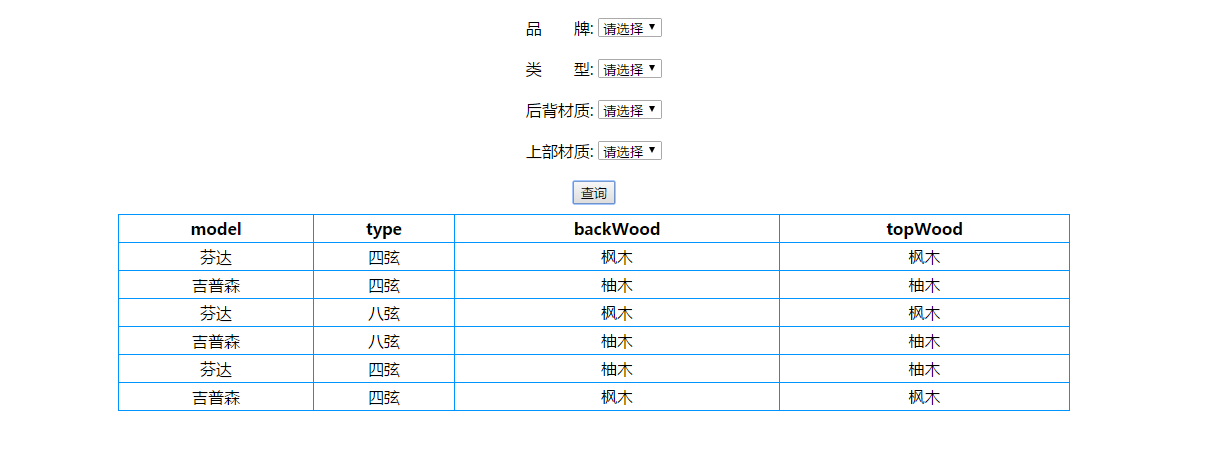 品　　牌: 请选择
类　　型: 请选择
后背材质: 请选择
上部材质: 请选择
查询
model type backWood topWood
芬达 四弦 枫木 枫木
吉普森 四弦 柚木 柚木
芬达 八弦 枫木 枫木
吉普森 八弦 柚木 柚木
芬达 四弦 柚木 柚木
吉普森 四弦 枫木 枫木